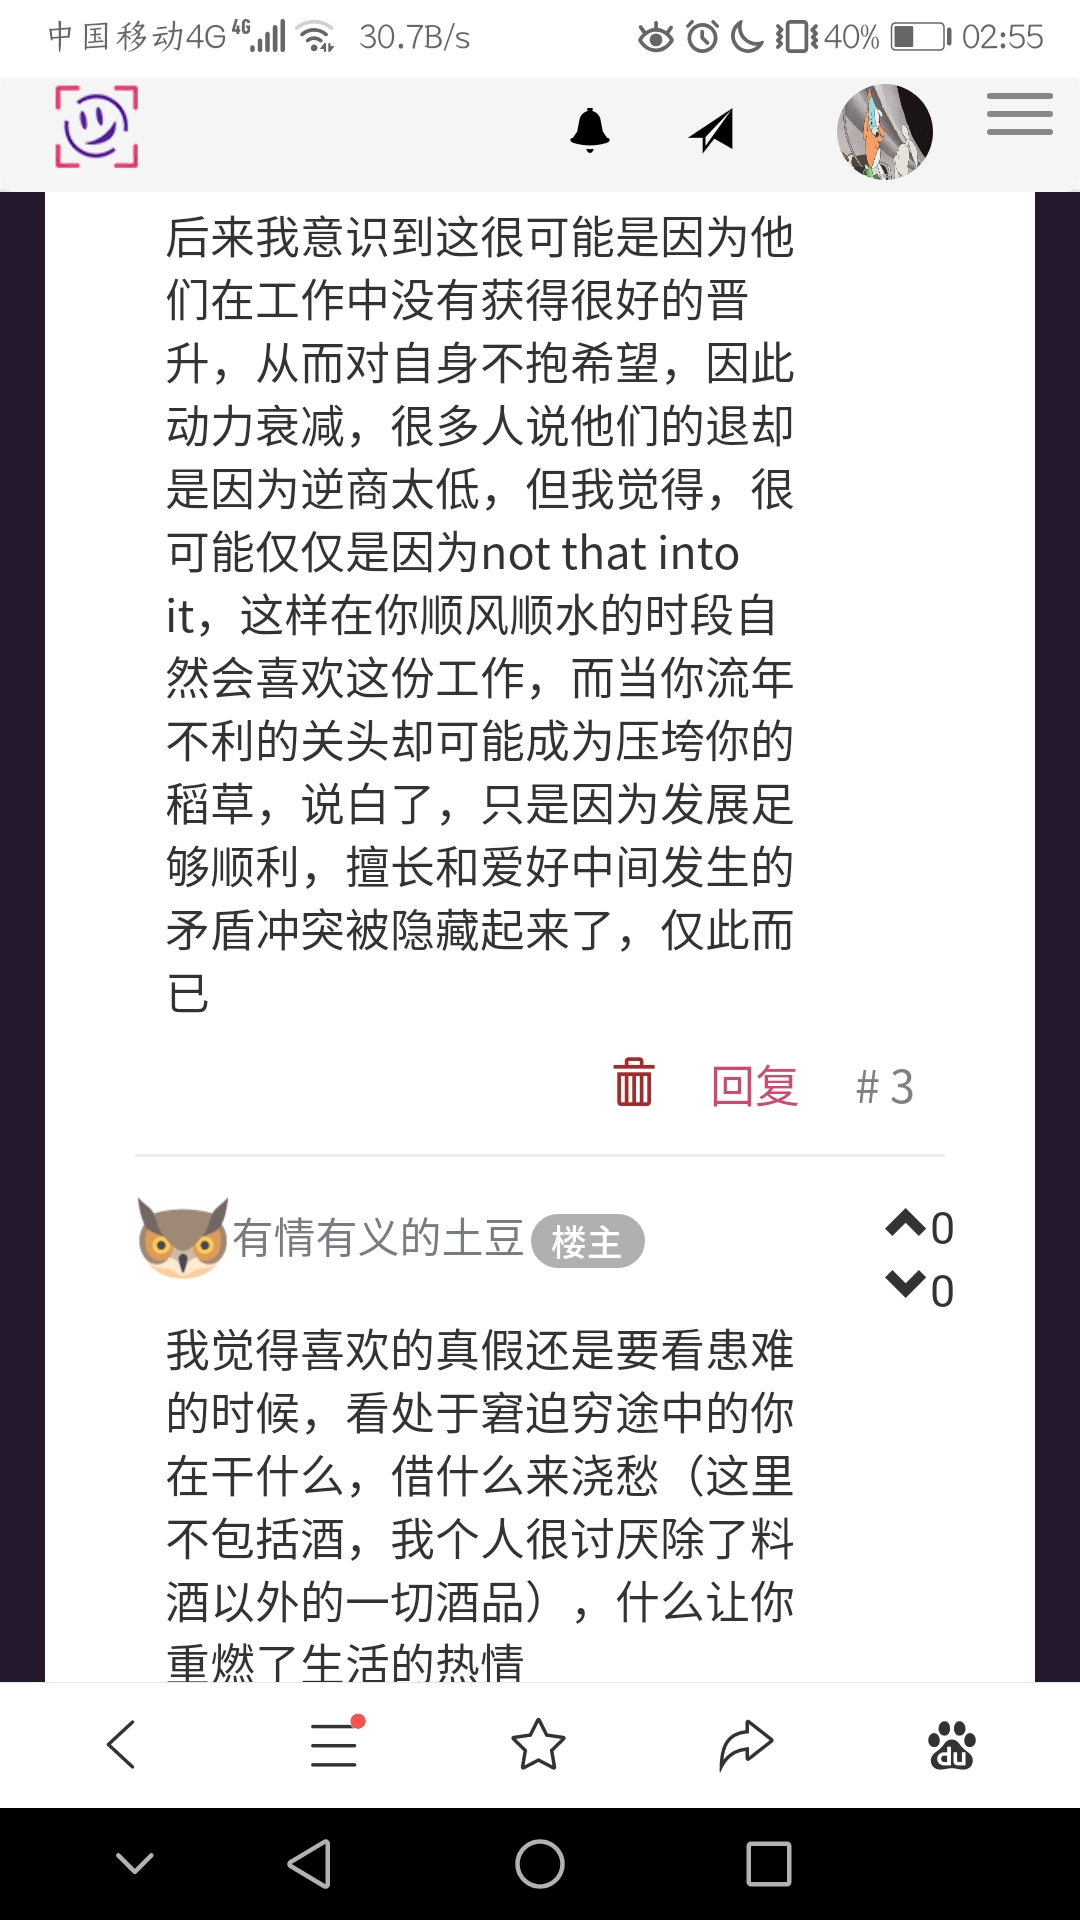 中国移动4G 4G 30.7B/s 40% 02:55
后来我意识到这很可能是因为他
们在工作中没有获得很好的晋
升，从而对自身不抱希望，因此
动力衰减，很多人说他们的退却
是因为逆商太低，但我觉得，很
可能仅仅是因为not that into
it，这样在你顺风顺水的时段自
然会喜欢这份工作，而当你流年
不利的关头却可能成为压垮你的
稻草，说白了，只是因为发展足
够顺利，擅长和爱好中间发生的
矛盾冲突被隐藏起来了，仅此而
已
回复 # 3
有情有义的土豆 楼主 0
0
我觉得喜欢的真假还是要看患难
的时候，看处于窘迫穷途中的你
在干什么，借什么来浇愁（这里
不包括酒，我个人很讨厌除了料
酒以外的一切酒品），什么让你
重燃了生活的热情
du